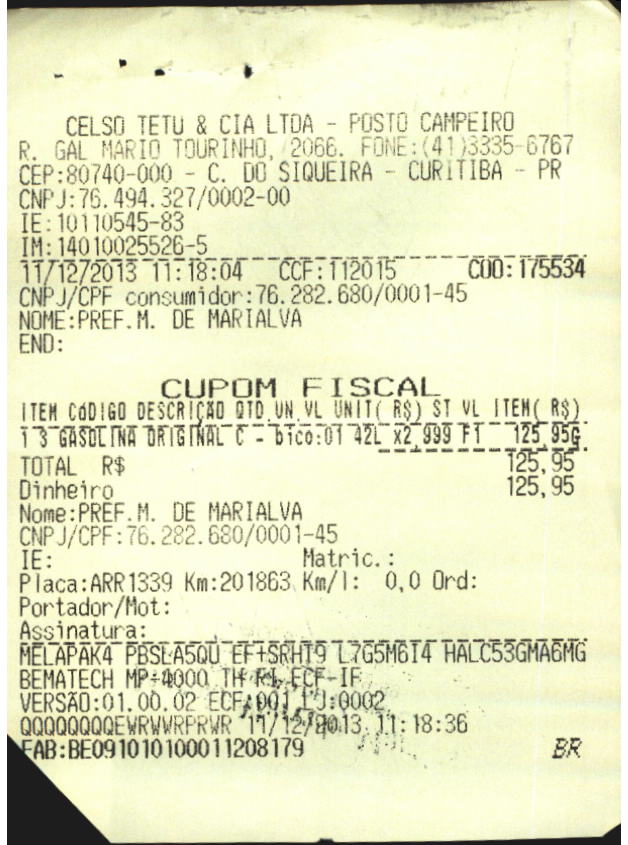 CELSO TETU & CIA LTDA - POSTO CAMPEIRO
R. GAL MARIO TOURINHO, 2066. FONE:(41)3335-6767
CEP:80740-000 - C. DO SIQUEIRA - CURITIBA - PR
CNPJ:76.494.327/0002-00
IE:10110545-83
IM:14010025526-5
11/12/2013 11:18:04 CCF:112015 COO:175534
CNPJ/CPF consumidor:76.282.680/0001-45
NOME:PREF.M. DE MARIALVA
END:
CUPOM FISCAL
ITEM CÓDIGO DESCRIÇÃO QTD UN VL UNIT( R$) ST VL ITEM( R$)
1 3 GASOLINA ORIGINAL C - bico:01 42L x2,999 F1 125,95G
TOTAL R$ 125,95
Dinheiro 125,95
Nome:PREF.M. DE MARIALVA
CNPJ/CPF:76.282.680/0001-45
IE: Matric.:
Placa:ARR1339 Km:201863 Km/l: 0,0 Ord:
Portador/Mot:
Assinatura:
MELAPAK4 PBSLA5QU EF+SRHT9 L7G5M6I4 HALC53GMA6MG
BEMATECH MP-4000 TH FI ECF-IF
VERSÃO:01.00.02 ECF:001 LJ:0002
QQQQQQQQEWRWWRPRWR 11/12/2013 11:18:36
FAB:BE091010100011208179 BR